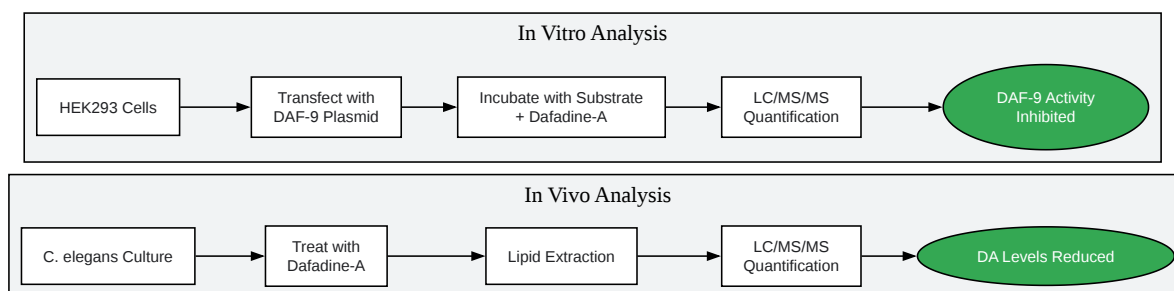 In Vitro Analysis
HEK293 Cells
Transfect with
DAF-9 Plasmid
Incubate with Substrate
+ Dafadine-A
LC/MS/MS
Quantification
DAF-9 Activity
Inhibited
In Vivo Analysis
C. elegans Culture
Treat with
Dafadine-A
Lipid Extraction
LC/MS/MS
Quantification
DA Levels Reduced